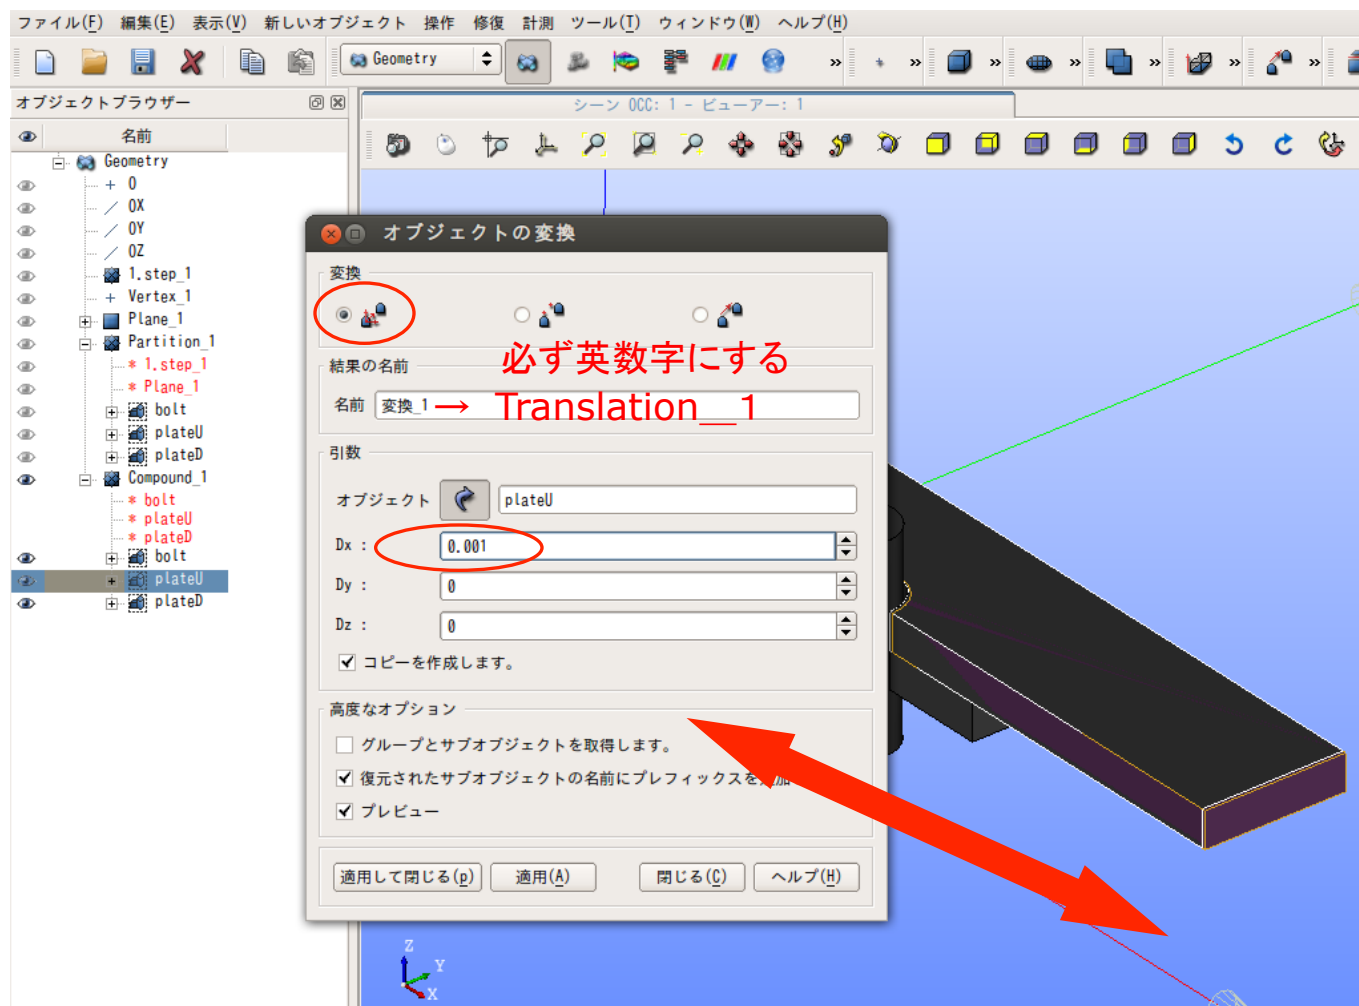 ファイル(F) 編集(E) 表示(V) 新しいオブジェクト 操作 修復 計測 ツール(T) ウィンドウ(W) ヘルプ(H)
Geometry
オブジェクトブラウザー
シーン OCC: 1 - ビューアー: 1
名前
Geometry
O
OX
OY
OZ
1.step_1
Vertex_1
Plane_1
Partition_1
* 1.step_1
* Plane_1
bolt
plateU
plateD
Compound_1
* bolt
* plateU
* plateD
bolt
plateU
plateD
オブジェクトの変換
変換
結果の名前
必ず英数字にする
名前 変換_1 → Translation__1
引数
オブジェクト plateU
Dx : 0.001
Dy : 0
Dz : 0
コピーを作成します。
高度なオプション
グループとサブオブジェクトを取得します。
復元されたサブオブジェクトの名前にプレフィックスを追加
プレビュー
適用して閉じる(p) 適用(A) 閉じる(C) ヘルプ(H)
Z
Y
X